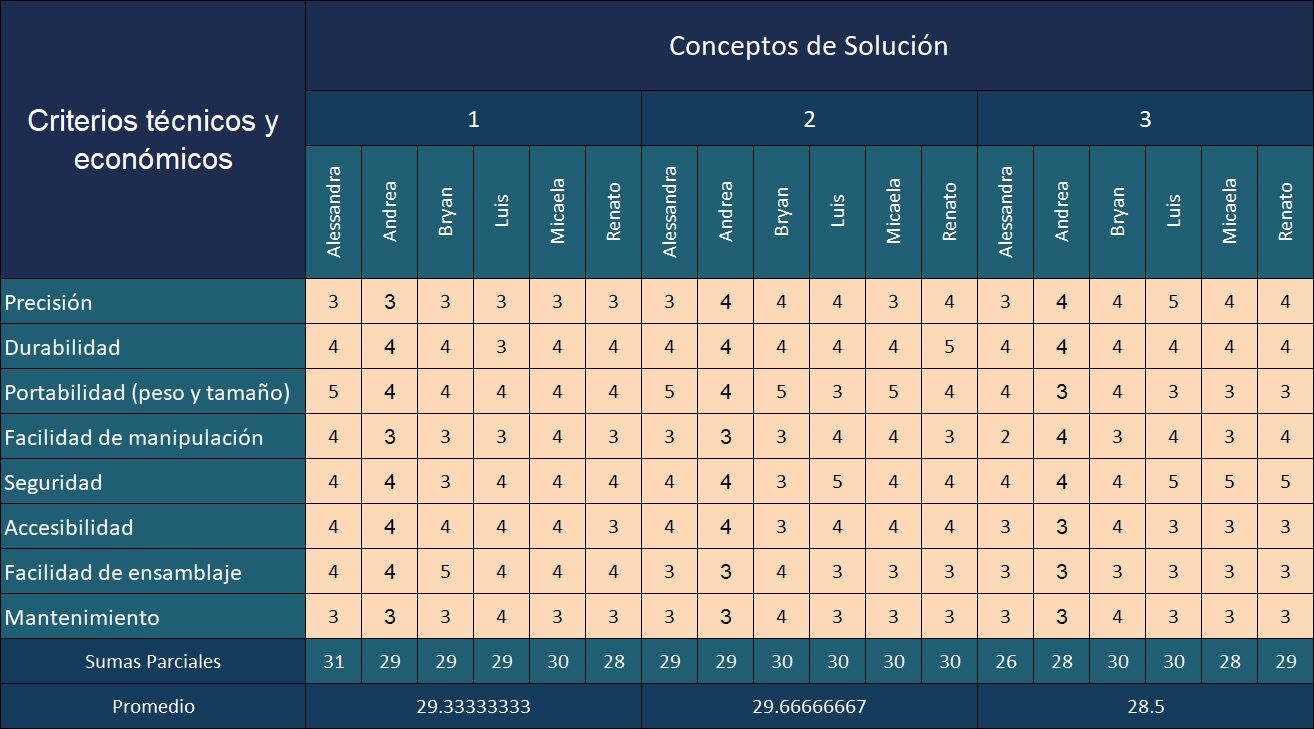 Criterios técnicos y
económicos
Conceptos de Solución
1 2 3
Alessandra Andrea Bryan Luis Micaela Renato Alessandra Andrea Bryan Luis Micaela Renato Alessandra Andrea Bryan Luis Micaela Renato
Precisión 3 3 3 3 3 3 3 4 4 4 3 4 3 4 4 5 4 4
Durabilidad 4 4 4 3 4 4 4 4 4 4 4 5 4 4 4 4 4 4
Portabilidad (peso y tamaño) 5 4 4 4 4 4 5 4 5 3 5 4 4 3 4 3 3 3
Facilidad de manipulación 4 3 3 3 4 3 3 3 3 4 4 3 2 4 3 4 3 4
Seguridad 4 4 3 4 4 4 4 4 3 5 4 4 4 4 4 5 5 5
Accesibilidad 4 4 4 4 4 3 4 4 3 4 4 4 3 3 4 3 3 3
Facilidad de ensamblaje 4 4 5 4 4 4 3 3 4 3 3 3 3 3 3 3 3 3
Mantenimiento 3 3 3 4 3 3 3 3 4 3 3 3 3 3 4 3 3 3
Sumas Parciales 31 29 29 29 30 28 29 29 30 30 30 30 26 28 30 30 28 29
Promedio 29.33333333 29.66666667 28.5